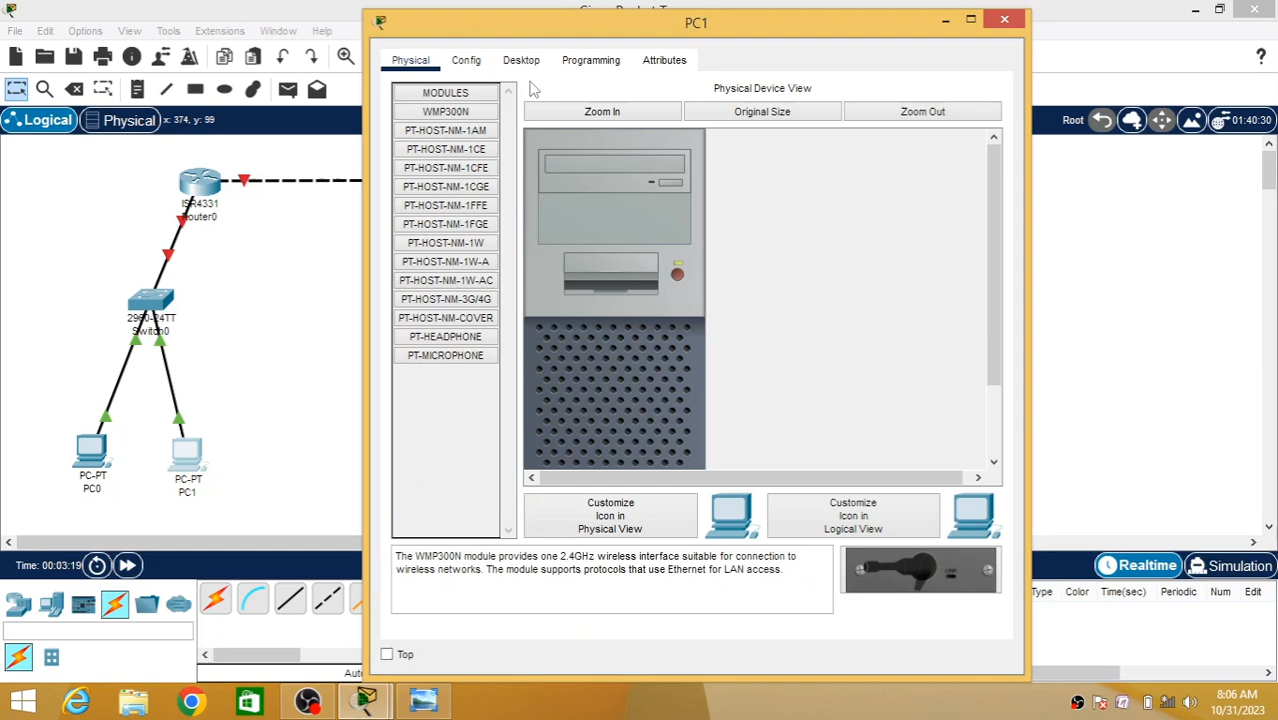 PC1
File Edit Options View Tools Extensions Window Help
?
Physical Config Desktop Programming Attributes
MODULES
WMP300N
PT-HOST-NM-1AM
PT-HOST-NM-1CE
PT-HOST-NM-1CFE
PT-HOST-NM-1CGE
PT-HOST-NM-1FFE
PT-HOST-NM-1FGE
PT-HOST-NM-1W
PT-HOST-NM-1W-A
PT-HOST-NM-1W-AC
PT-HOST-NM-3G/4G
PT-HOST-NM-COVER
PT-HEADPHONE
PT-MICROPHONE
Physical Device View
Zoom In Original Size Zoom Out
Customize
Icon in
Physical View
Customize
Icon in
Logical View
The WMP300N module provides one 2.4GHz wireless interface suitable for connection to
wireless networks. The module supports protocols that use Ethernet for LAN access.
Top
Logical Physical x: 374, y: 99
Root 01:40:30
ISR4331
2960-24TT
Switch0
PC-PT
PC0
PC-PT
PC1
Time: 00:03:19
Realtime Simulation
Type Color Time(sec) Periodic Num Edit
8:06 AM
10/31/2023